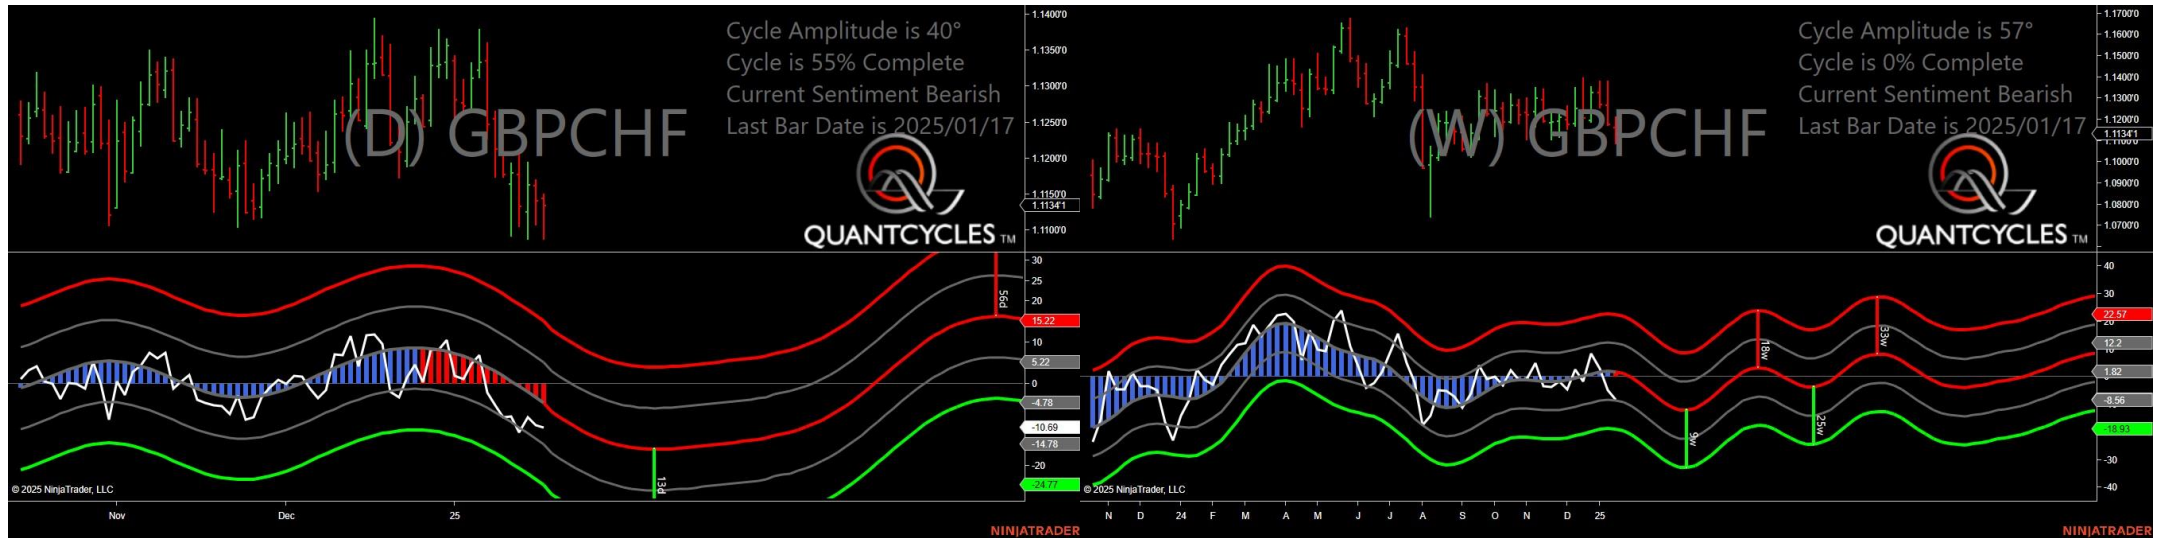 (D) GBPCHF
Cycle Amplitude is 40°
Cycle is 55% Complete
Current Sentiment Bearish
Last Bar Date is 2025/01/17
QUANTCYCLES TM
1.1400'0
1.1350'0
1.1300'0
1.1250'0
1.1200'0
1.1150'0
1.1134'1
1.1100'0
30
25
20
15.22
10
5.22
0
-4.78
-10.69
-14.78
-20
-24.77
13d
56d
© 2025 NinjaTrader, LLC
Nov Dec 25
NINJATRADER
(W) GBPCHF
Cycle Amplitude is 57°
Cycle is 0% Complete
Current Sentiment Bearish
Last Bar Date is 2025/01/17
QUANTCYCLES TM
1.1700'0
1.1600'0
1.1500'0
1.1400'0
1.1300'0
1.1200'0
1.1134'1
1.1000'0
1.0900'0
1.0800'0
1.0700'0
40
30
22.57
20
12.2
1.82
-8.56
-18.93
-30
-40
9w
18w
25w
33w
© 2025 NinjaTrader, LLC
N D 24 F M A M J J A S O N D 25
NINJATRADER